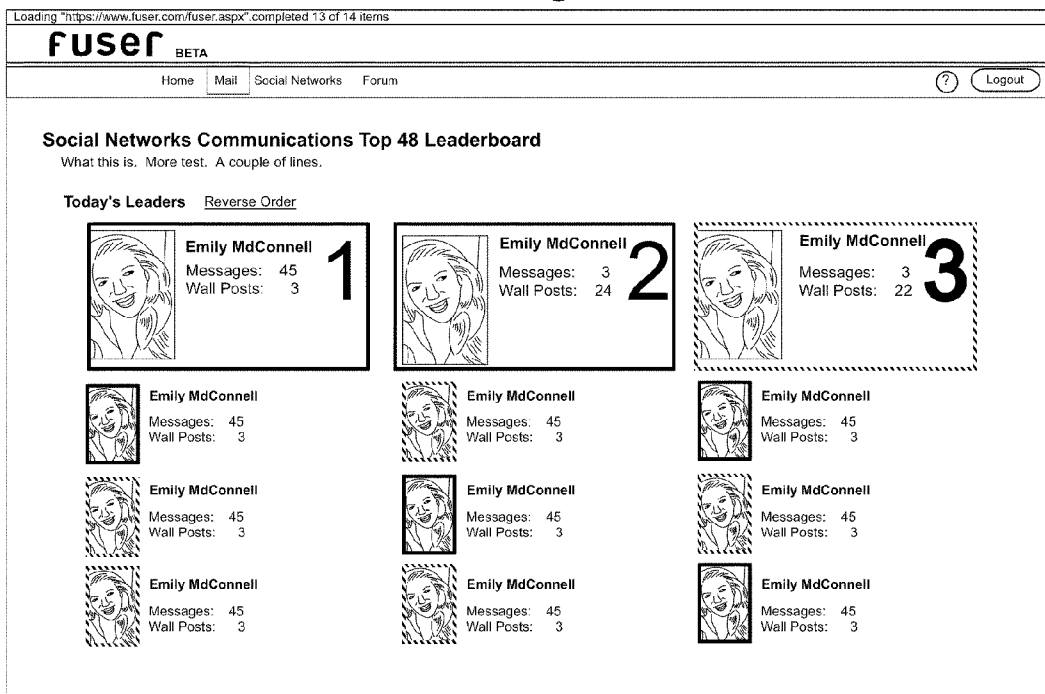 Loading "https://www.fuser.com/fuser.aspx".completed 13 of 14 items
fuser BETA
Home Mail Social Networks Forum ? Logout
Social Networks Communications Top 48 Leaderboard
What this is. More test. A couple of lines.
Today's Leaders Reverse Order
Emily MdConnell
Messages: 45
Wall Posts: 3
1
Emily MdConnell
Messages: 3
Wall Posts: 24
2
Emily MdConnell
Messages: 3
Wall Posts: 22
3
Emily MdConnell
Messages: 45
Wall Posts: 3
Emily MdConnell
Messages: 45
Wall Posts: 3
Emily MdConnell
Messages: 45
Wall Posts: 3
Emily MdConnell
Messages: 45
Wall Posts: 3
Emily MdConnell
Messages: 45
Wall Posts: 3
Emily MdConnell
Messages: 45
Wall Posts: 3
Emily MdConnell
Messages: 45
Wall Posts: 3
Emily MdConnell
Messages: 45
Wall Posts: 3
Emily MdConnell
Messages: 45
Wall Posts: 3